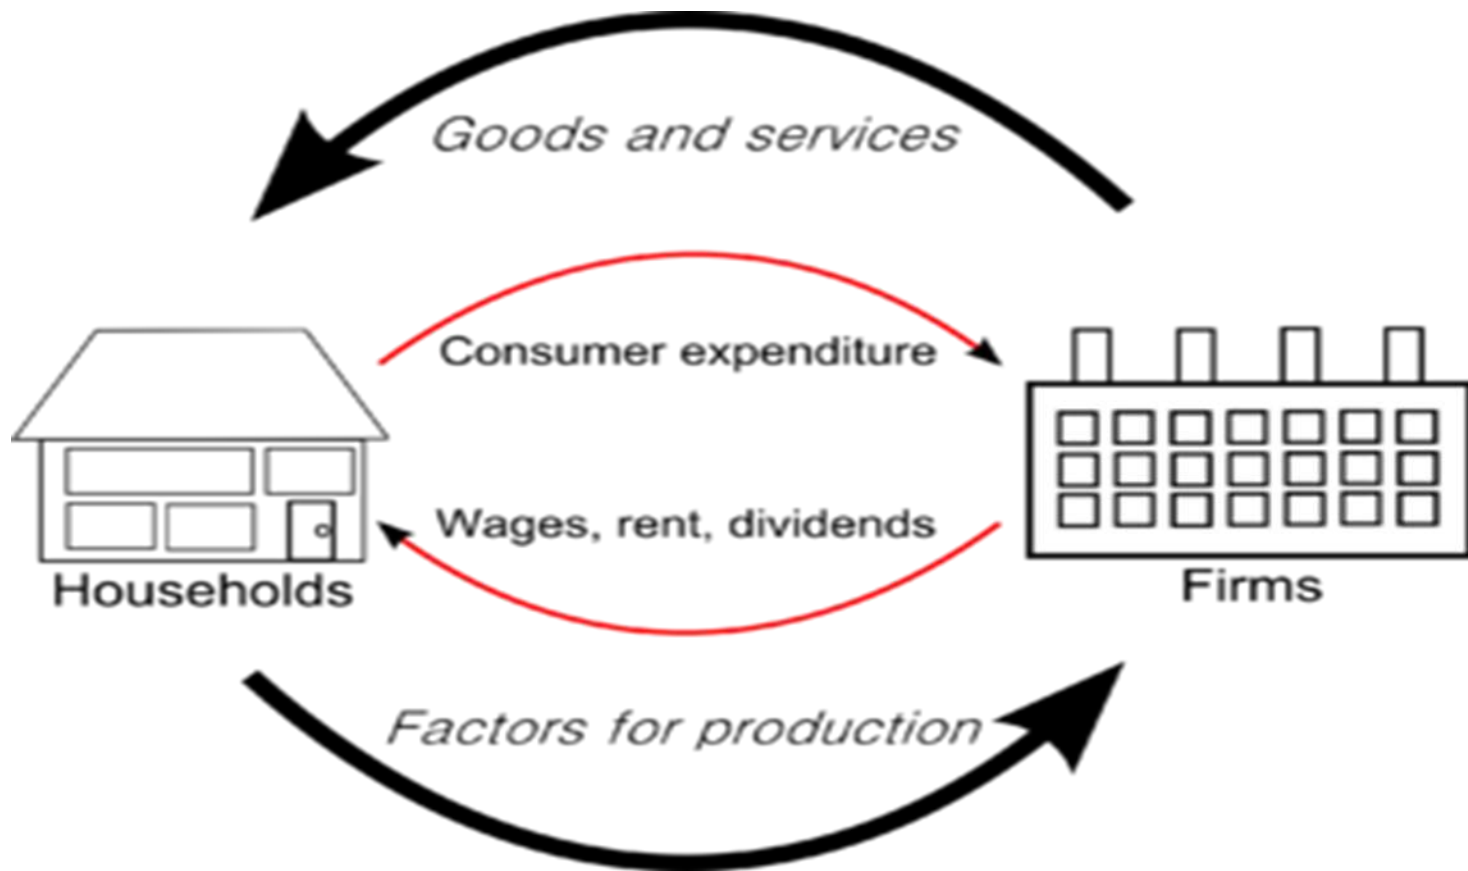 Goods and services
Consumer expenditure
Wages, rent, dividends
Households
Firms
Factors for production